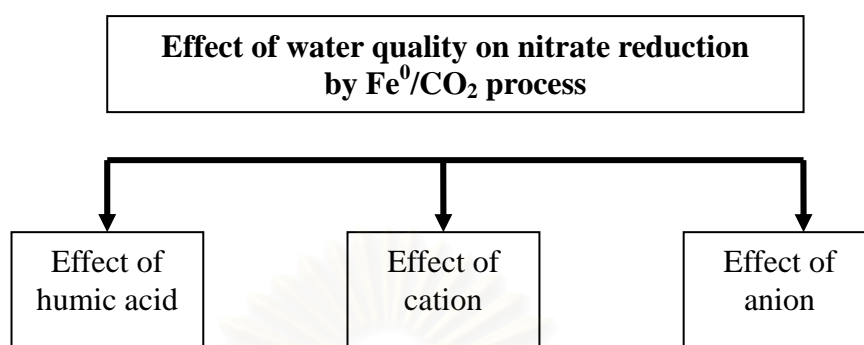 Effect of water quality on nitrate reduction
by Fe⁰/CO₂ process
Effect of
humic acid
Effect of
cation
Effect of
anion